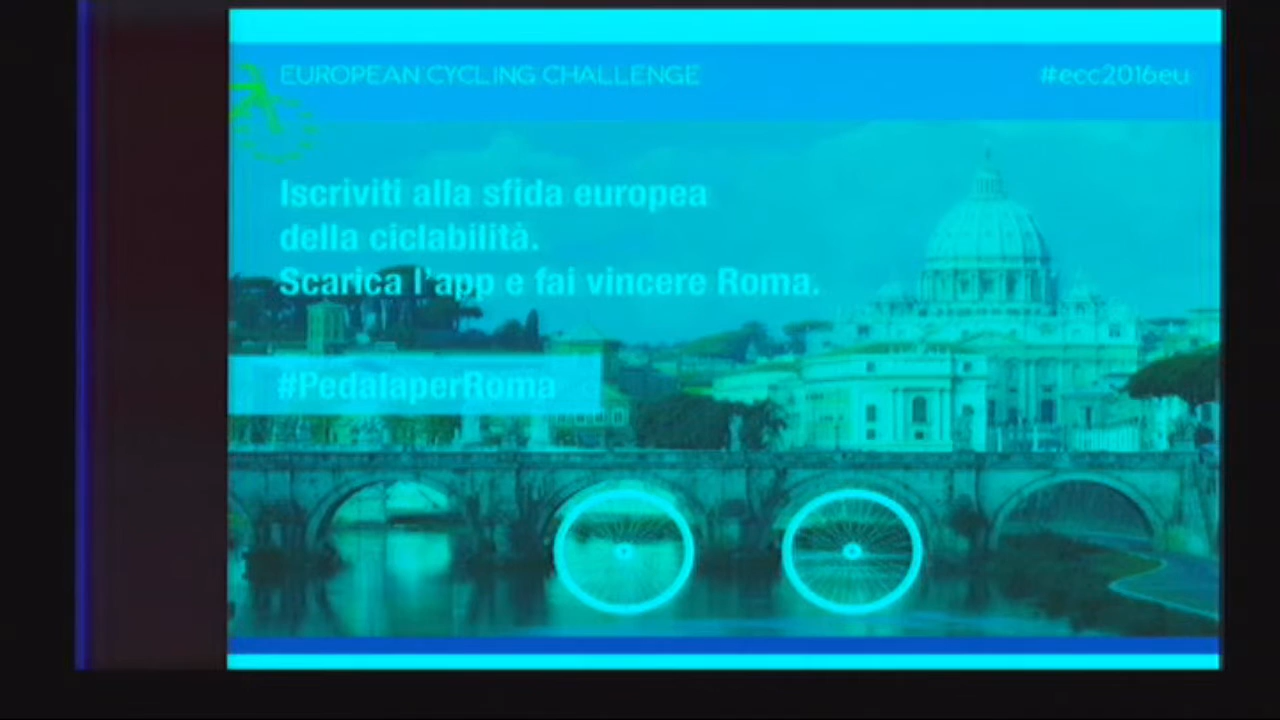 EUROPEAN CYCLING CHALLENGE
#ecc2016eu
Iscriviti alla sfida europea
della ciclabilità.
Scarica l'app e fai vincere Roma.
#PedalaperRoma